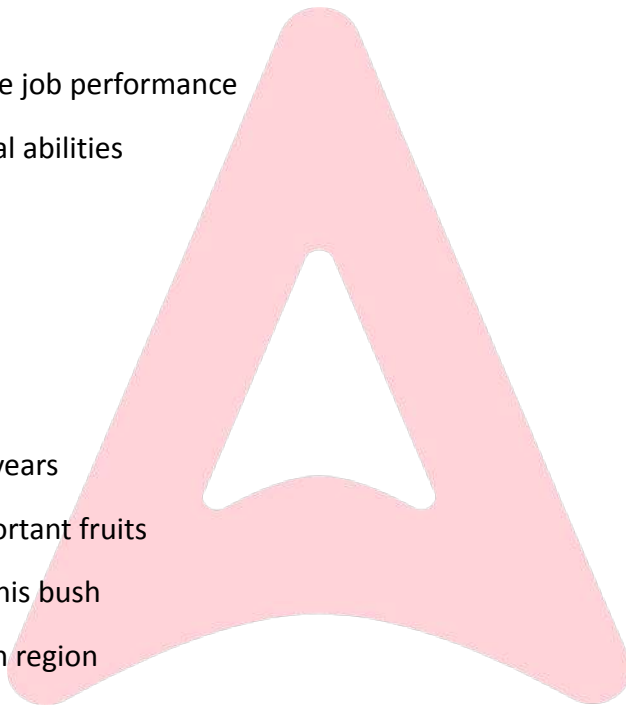 e job performance
al abilities
years
ortant fruits
his bush
n region